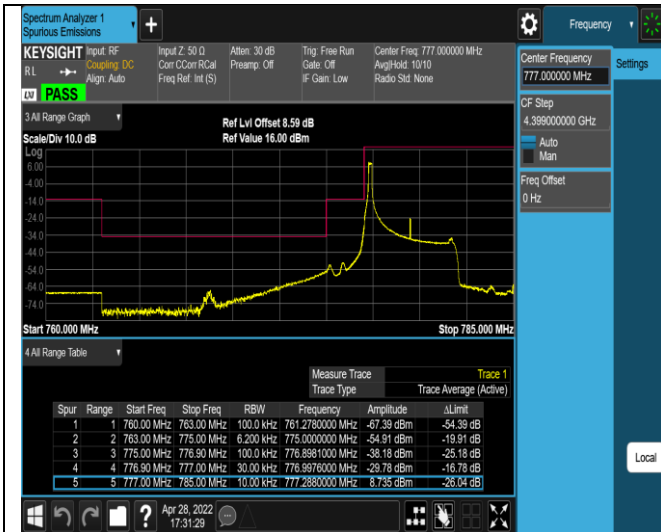 Spectrum Analyzer 1
Spurious Emissions
Frequency
KEYSIGHT
Input: RF
Input Z: 50 Ω
Atten: 30 dB
Trig: Free Run
Center Freq: 777.000000 MHz
RL
Coupling: DC
Corr CCorr RCal
Preamp: Off
Gate: Off
Avg|Hold: 10/10
Align: Auto
Freq Ref: Int (S)
IF Gain: Low
Radio Std: None
LXI
PASS
Center Frequency
777.000000 MHz
Settings
CF Step
4.399000000 GHz
Auto
Man
Freq Offset
0 Hz
3 All Range Graph
Ref Lvl Offset 8.59 dB
Scale/Div 10.0 dB
Ref Value 16.00 dBm
Log
6.00
-4.00
-14.0
-24.0
-34.0
-44.0
-54.0
-64.0
-74.0
Start 760.000 MHz
Stop 785.000 MHz
4 All Range Table
Measure Trace Trace 1
Trace Type Trace Average (Active)
Spur Range Start Freq Stop Freq RBW Frequency Amplitude ΔLimit
1 1 760.00 MHz 763.00 MHz 100.0 kHz 761.2780000 MHz -67.39 dBm -54.39 dB
2 2 763.00 MHz 775.00 MHz 6.200 kHz 775.0000000 MHz -54.91 dBm -19.91 dB
3 3 775.00 MHz 776.90 MHz 100.0 kHz 776.8981000 MHz -38.18 dBm -25.18 dB
4 4 776.90 MHz 777.00 MHz 30.00 kHz 776.9976000 MHz -29.78 dBm -16.78 dB
5 5 777.00 MHz 785.00 MHz 10.00 kHz 777.2880000 MHz 8.735 dBm -26.04 dB
Local
Apr 28, 2022
17:31:29